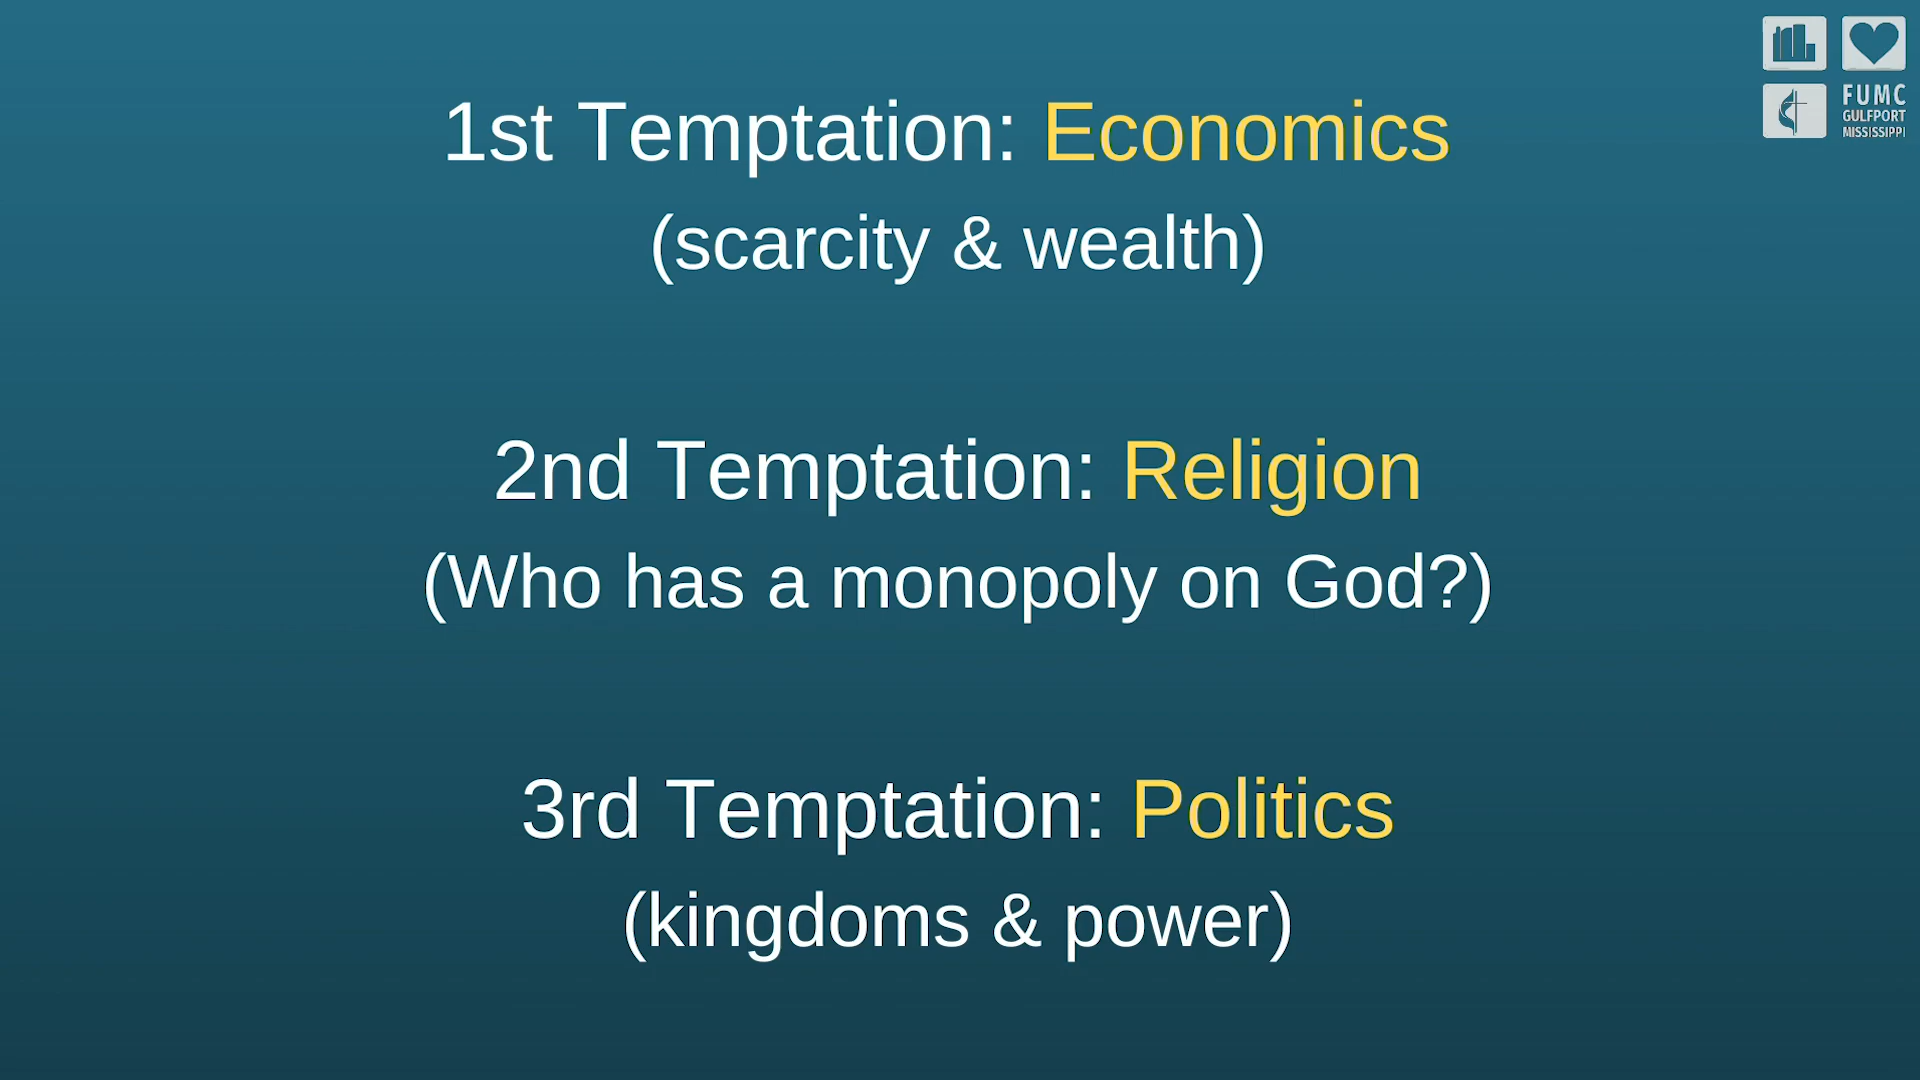 1st Temptation: Economics
(scarcity & wealth)
2nd Temptation: Religion
(Who has a monopoly on God?)
3rd Temptation: Politics
(kingdoms & power)
FUMC
GULFPORT
MISSISSIPPI